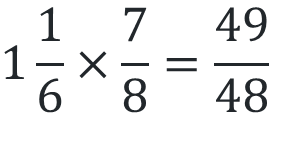 1 1/6 × 7/8 = 49/48